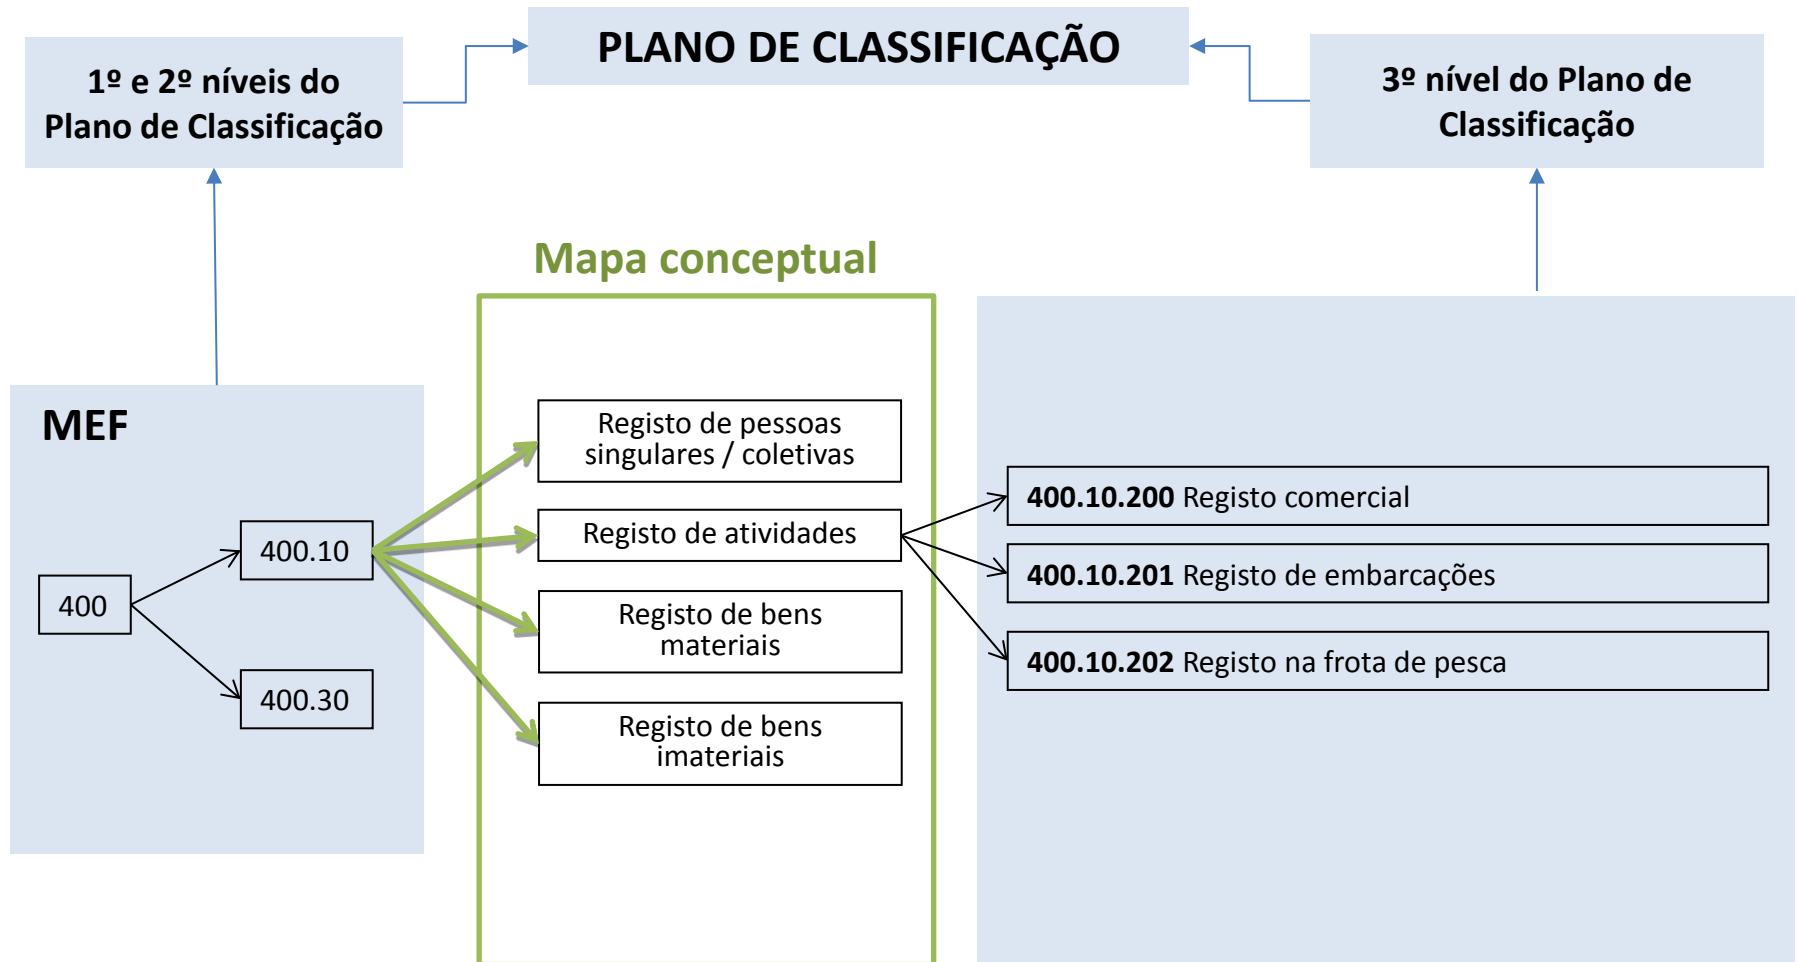 PLANO DE CLASSIFICAÇÃO
1º e 2º níveis do
Plano de Classificação
3º nível do Plano de
Classificação
Mapa conceptual
MEF
400
400.10
400.30
Registo de pessoas
singulares / coletivas
Registo de atividades
Registo de bens
materiais
Registo de bens
imateriais
400.10.200 Registo comercial
400.10.201 Registo de embarcações
400.10.202 Registo na frota de pesca